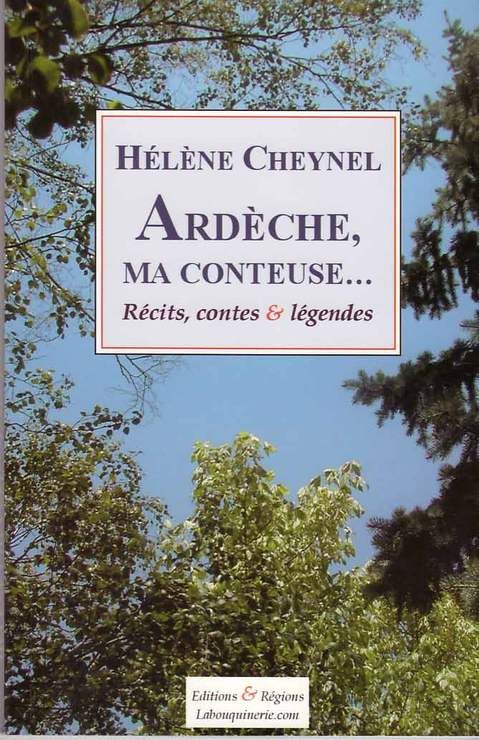 HÉLÈNE CHEYNEL
ARDÈCHE,
MA CONTEUSE...
Récits, contes & légendes
Editions & Régions
Labouquinerie.com